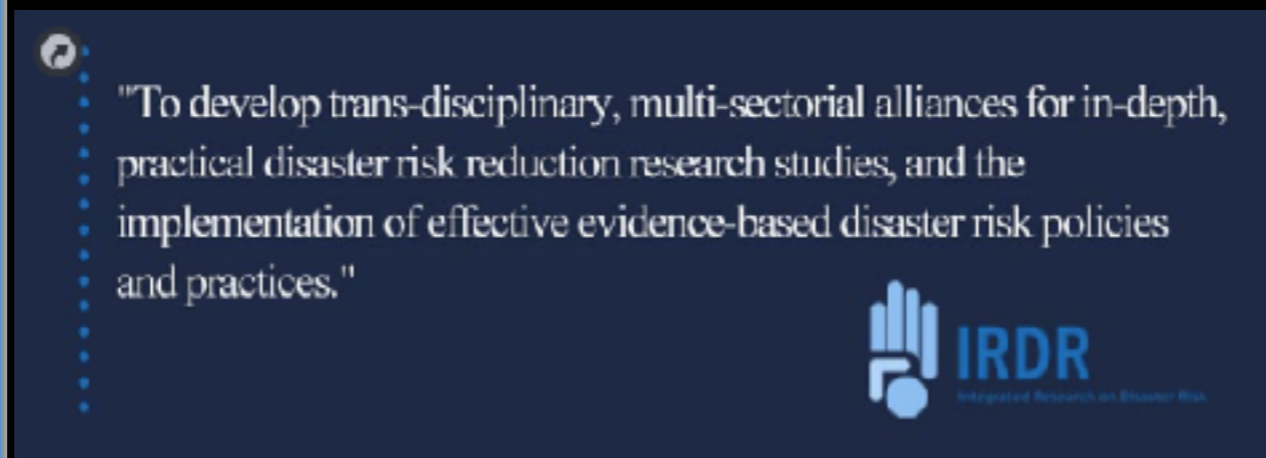 "To develop trans-disciplinary, multi-sectorial alliances for in-depth,
practical disaster risk reduction research studies, and the
implementation of effective evidence-based disaster risk policies
and practices."
IRDR
Integrated Research on Disaster Risk